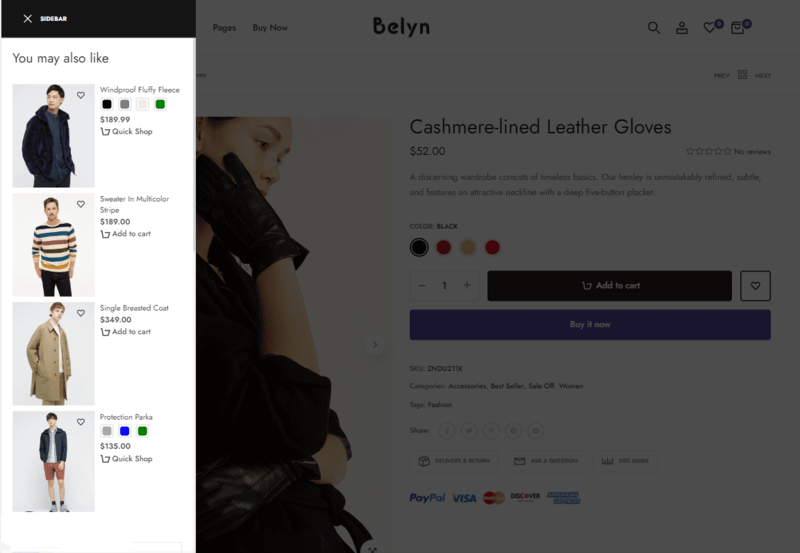 SIDEBAR
You may also like
Windproof Fluffy Fleece
$189.99
Quick Shop
Sweater In Multicolor
Stripe
$189.00
Add to cart
Single Breasted Coat
$349.00
Add to cart
Protection Parka
$135.00
Quick Shop
Pages
Buy Now
Belyn
0
0
PREV
NEXT
Cashmere-lined Leather Gloves
$52.00
No reviews
A discerning wardrobe consists of timeless basics. Our henley is unmistakably refined, subtle,
and features an attractive neckline with a deep five-button placket.
COLOR: BLACK
1
Add to cart
Buy it now
SKU: ZNDU211K
Categories: Accessories, Best Seller, Sale Off, Women
Tags: Fashion
Share:
DELIVERY & RETURN
ASK A QUESTION
SIZE GUIDE
PayPal
VISA
MasterCard
DISCOVER
AMERICAN
EXPRESS